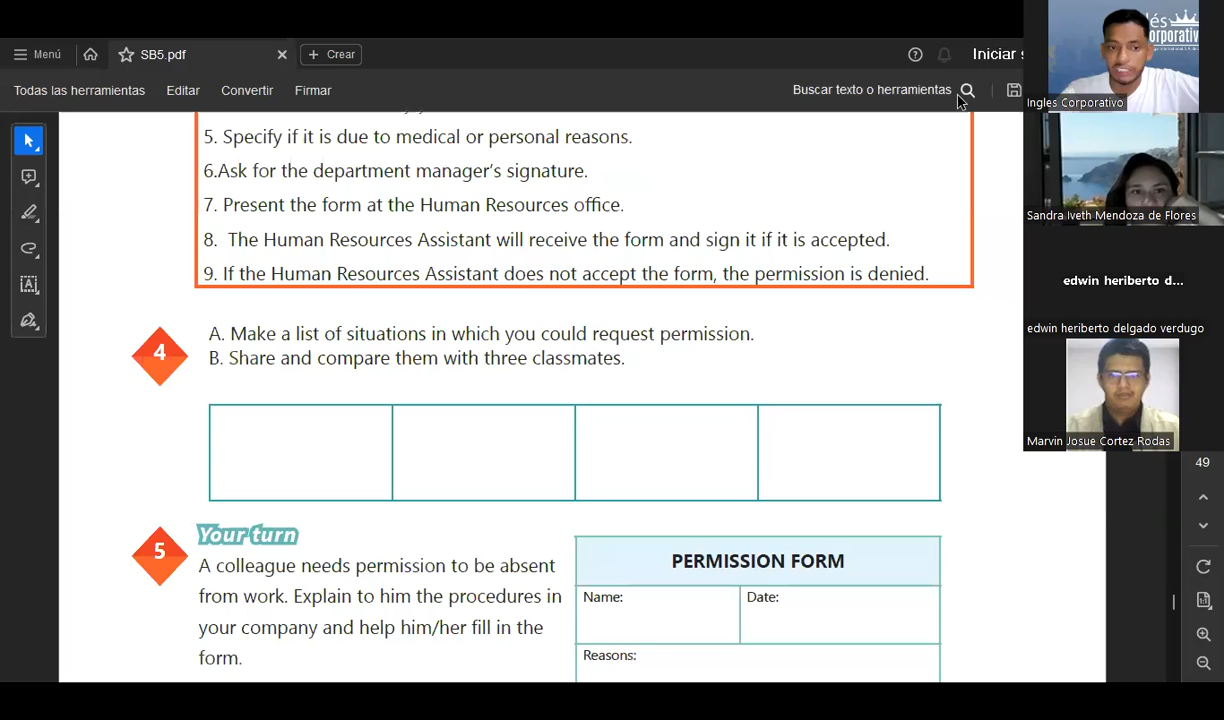 Menú
SB5.pdf
Crear
Iniciar s
Todas las herramientas
Editar
Convertir
Firmar
Buscar texto o herramientas
5. Specify if it is due to medical or personal reasons.
6.Ask for the department manager's signature.
7. Present the form at the Human Resources office.
8. The Human Resources Assistant will receive the form and sign it if it is accepted.
9. If the Human Resources Assistant does not accept the form, the permission is denied.
4
A. Make a list of situations in which you could request permission.
B. Share and compare them with three classmates.
5
Your turn
A colleague needs permission to be absent
from work. Explain to him the procedures in
your company and help him/her fill in the
form.
PERMISSION FORM
Name:
Date:
Reasons:
és
orporativ
Ingles Corporativo
Sandra Iveth Mendoza de Flores
edwin heriberto d...
edwin heriberto delgado verdugo
Marvin Josue Cortez Rodas
49